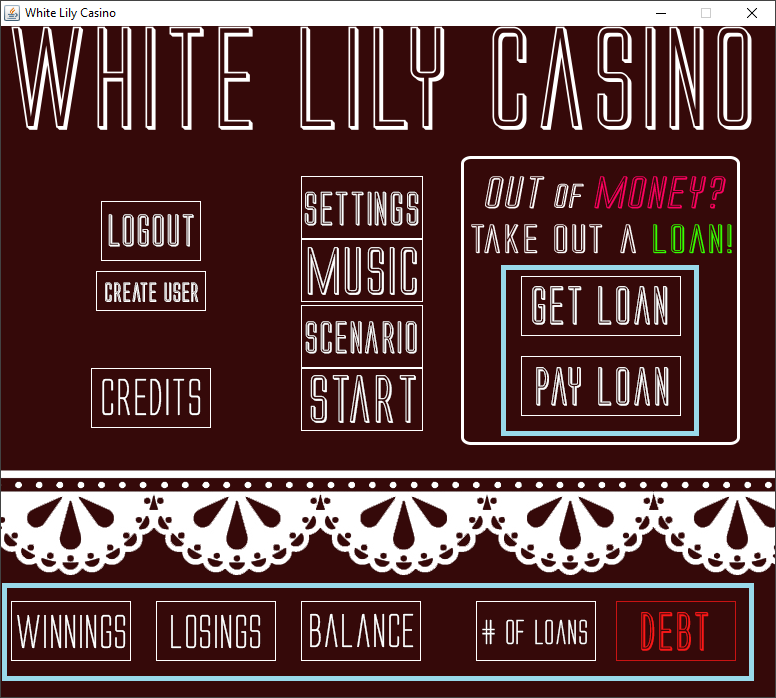 White Lily Casino
WHITE LILY CASINO
LOGOUT
CREATE USER
CREDITS
SETTINGS
MUSIC
SCENARIO
START
OUT OF MONEY?
TAKE OUT A LOAN!
GET LOAN
PAY LOAN
WINNINGS
LOSINGS
BALANCE
# OF LOANS
DEBT